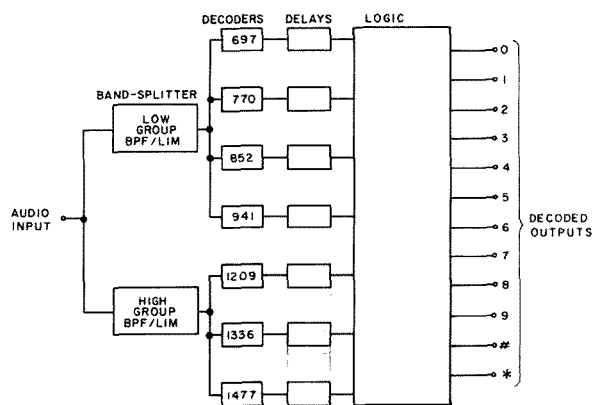 DECODERS DELAYS LOGIC
697
770
852
941
1209
1336
1477
BAND-SPLITTER
LOW
GROUP
BPF/LIM
HIGH
GROUP
BPF/LIM
AUDIO
INPUT
0
1
2
3
4
5
6
7
8
9
#
*
DECODED
OUTPUTS